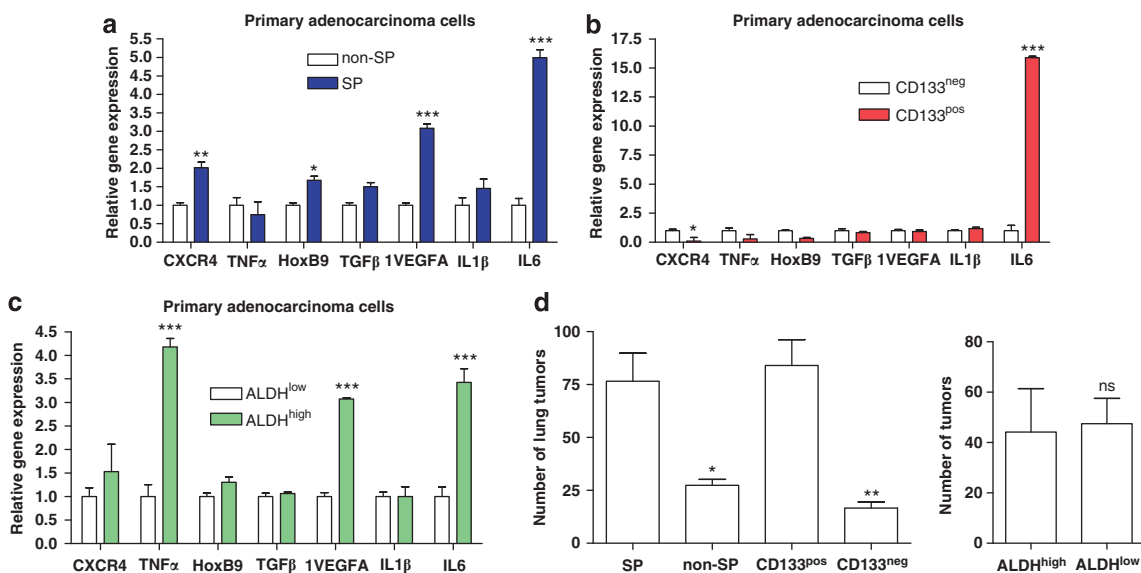 a
Primary adenocarcinoma cells
Relative gene expression
5.5
5.0
4.5
4.0
3.5
3.0
2.5
2.0
1.5
1.0
0.5
0.0
non-SP
SP
**
*
***
***
CXCR4 TNFα HoxB9 TGFβ 1VEGFA IL1β IL6
b
Primary adenocarcinoma cells
Relative gene expression
17.5
15.0
12.5
10.0
7.5
5.0
2.5
0.0
CD133neg
CD133pos
*
***
CXCR4 TNFα HoxB9 TGFβ 1VEGFA IL1β IL6
c
Primary adenocarcinoma cells
Relative gene expression
4.5
4.0
3.5
3.0
2.5
2.0
1.5
1.0
0.5
0.0
ALDHlow
ALDHhigh
***
***
***
CXCR4 TNFα HoxB9 TGFβ 1VEGFA IL1β IL6
d
Number of lung tumors
100
75
50
25
0
*
**
SP non-SP CD133pos CD133neg
Number of tumors
80
60
40
20
0
ns
ALDHhigh ALDHlow